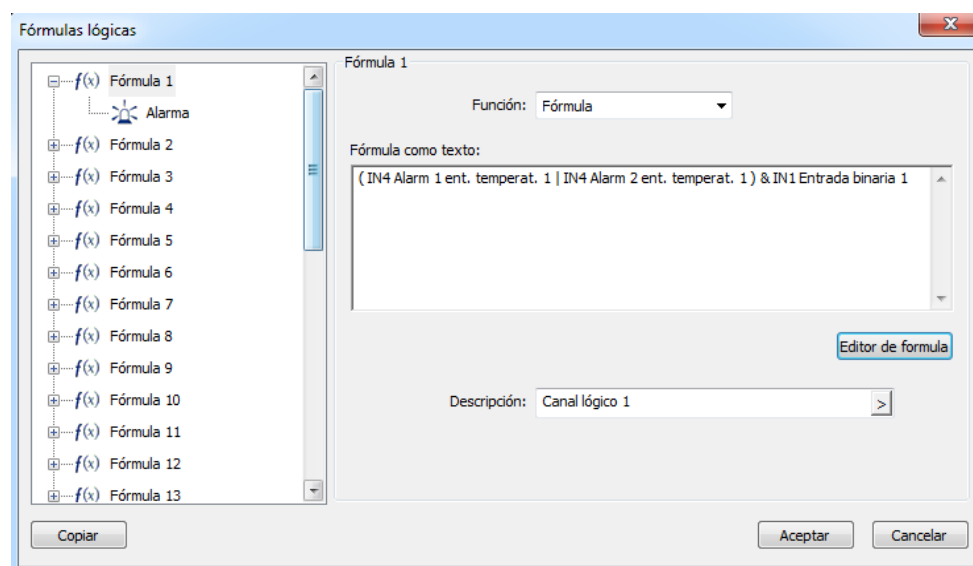 Fórmulas lógicas
f(x) Fórmula 1
Alarma
f(x) Fórmula 2
f(x) Fórmula 3
f(x) Fórmula 4
f(x) Fórmula 5
f(x) Fórmula 6
f(x) Fórmula 7
f(x) Fórmula 8
f(x) Fórmula 9
f(x) Fórmula 10
f(x) Fórmula 11
f(x) Fórmula 12
f(x) Fórmula 13
Fórmula 1
Función: Fórmula
Fórmula como texto:
( IN4 Alarm 1 ent. temperat. 1 | IN4 Alarm 2 ent. temperat. 1 ) & IN1 Entrada binaria 1
Editor de formula
Descripción: Canal lógico 1 >
Copiar
Aceptar
Cancelar